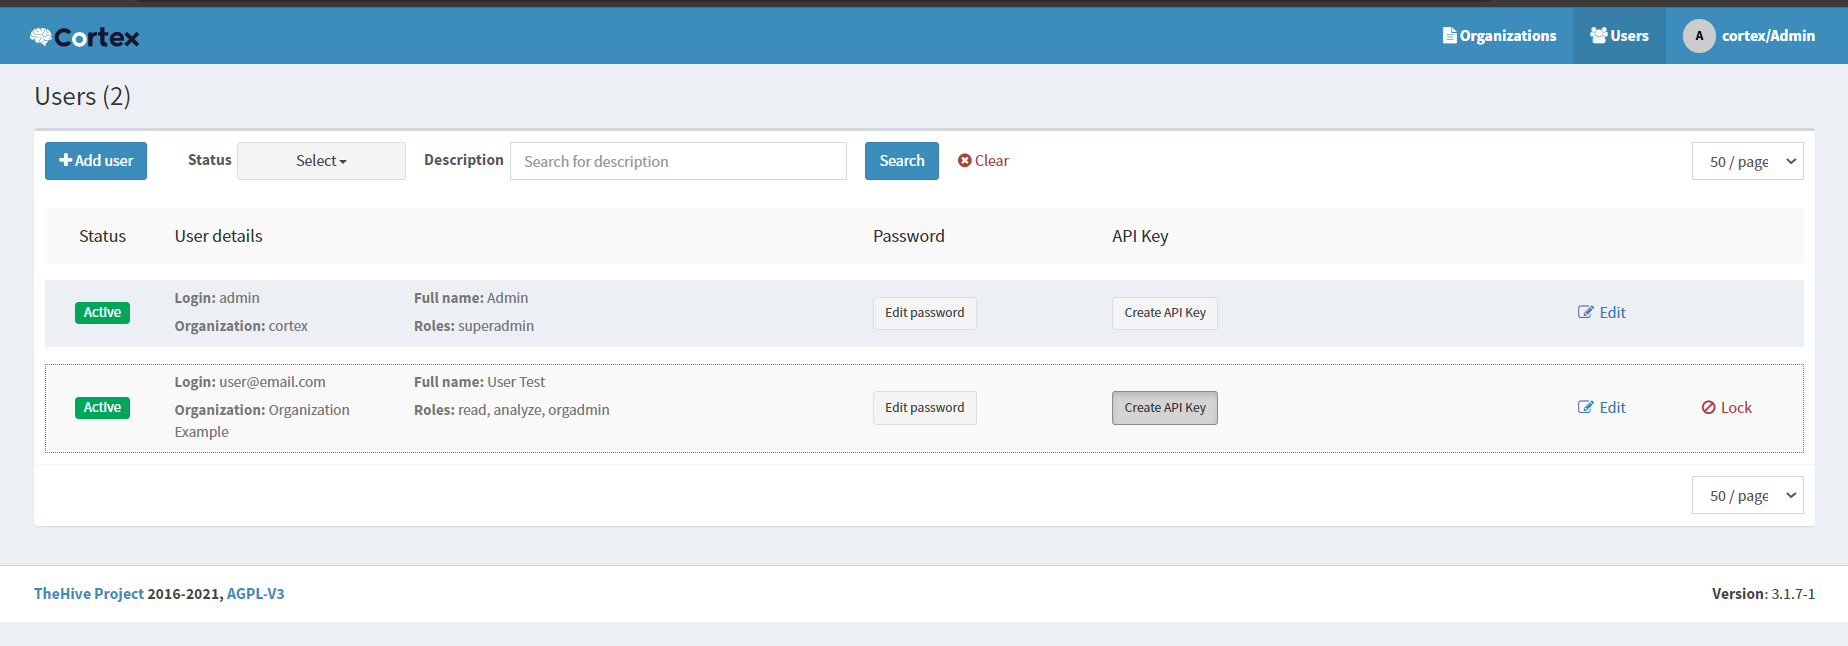 Cortex
Organizations Users A cortex/Admin
Users (2)
Add user Status Select Description Search for description Search Clear 50 / page
Status User details Password API Key
Active Login: admin Full name: Admin Edit password Create API Key Edit
Organization: cortex Roles: superadmin
Active Login: user@email.com Full name: User Test Edit password Create API Key Edit Lock
Organization: Organization Roles: read, analyze, orgadmin
Example
50 / page
TheHive Project 2016-2021, AGPL-V3 Version: 3.1.7-1